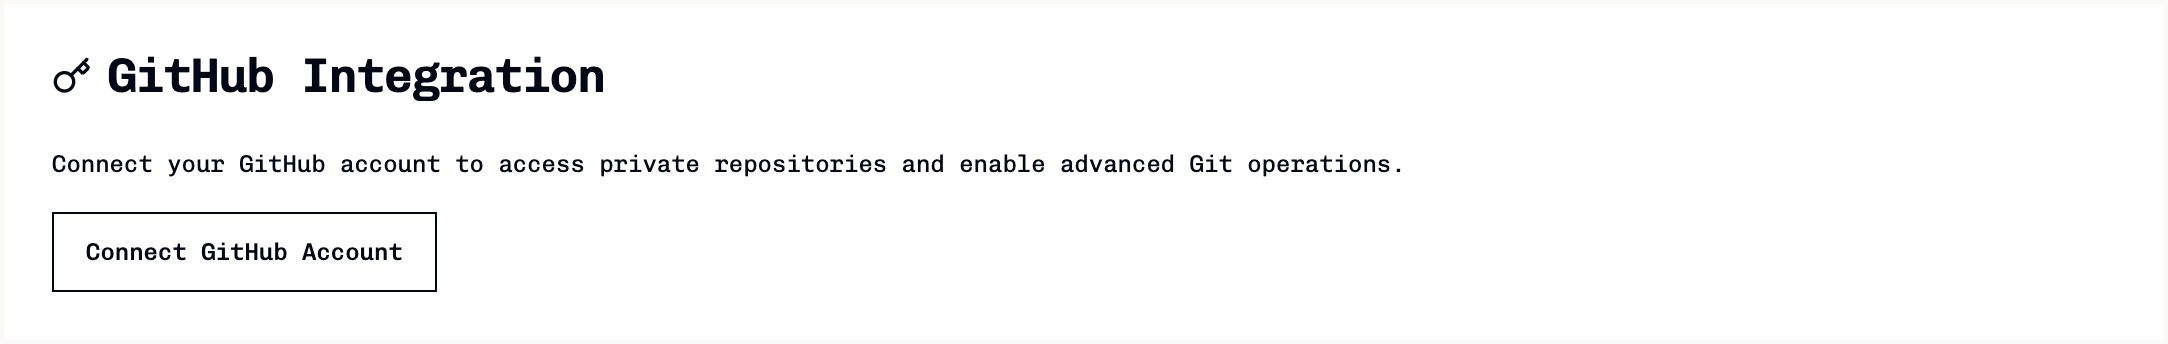 GitHub Integration
Connect your GitHub account to access private repositories and enable advanced Git operations.
Connect GitHub Account